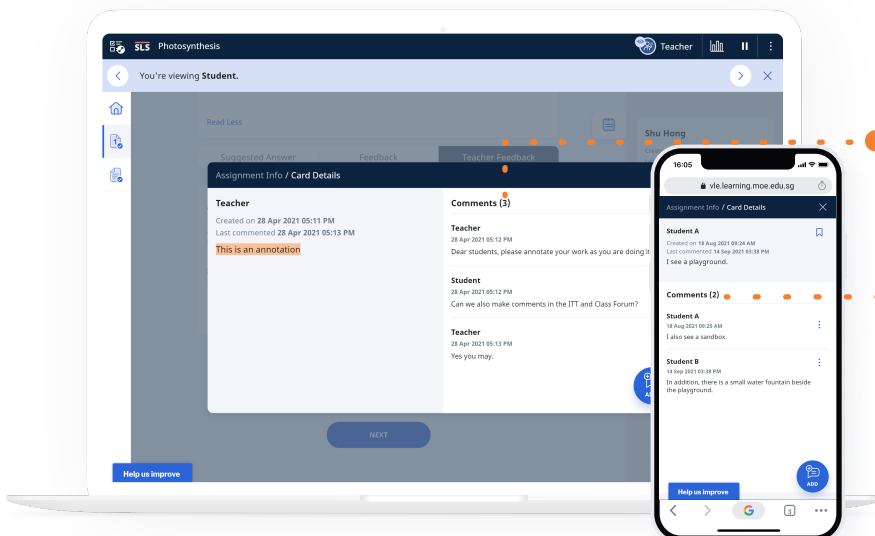 SLS Photosynthesis
Teacher
You're viewing Student.
Read Less
Shu Hong
Suggested Answer Feedback Teacher Feedback
Assignment Info / Card Details
Teacher
Created on 28 Apr 2021 05:11 PM
Last commented 28 Apr 2021 05:13 PM
This is an annotation
Comments (3)
Teacher
28 Apr 2021 05:12 PM
Dear students, please annotate your work as you are doing it
Student
28 Apr 2021 05:12 PM
Can we also make comments in the ITT and Class Forum?
Teacher
28 Apr 2021 05:13 PM
Yes you may.
NEXT
Help us improve
16:05
vle.learning.moe.edu.sg
Assignment Info / Card Details
Student A
Created on 18 Aug 2021 09:24 AM
Last commented 14 Sep 2021 03:38 PM
I see a playground.
Comments (2)
Student A
18 Aug 2021 09:25 AM
I also see a sandbox.
Student B
14 Sep 2021 03:38 PM
In addition, there is a small water fountain beside
the playground.
ADD
Help us improve
3